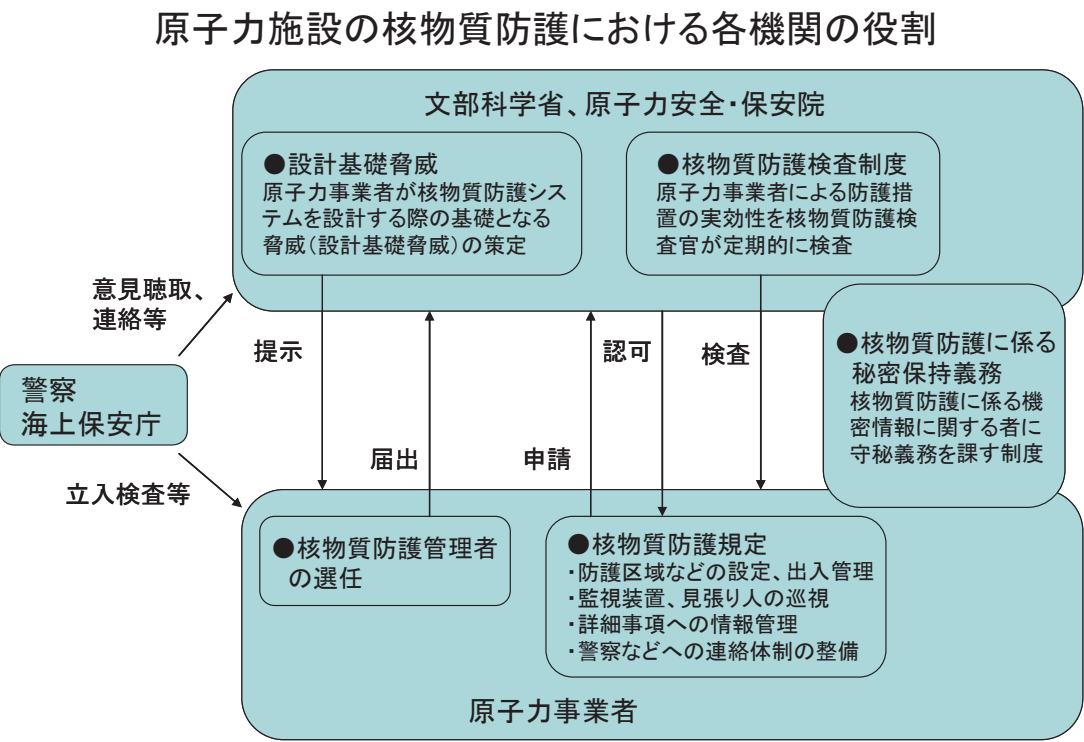 原子力施設の核物質防護における各機関の役割
文部科学省、原子力安全・保安院
●設計基礎脅威
原子力事業者が核物質防護シス
テムを設計する際の基礎となる
脅威(設計基礎脅威)の策定
●核物質防護検査制度
原子力事業者による防護措
置の実効性を核物質防護検
査官が定期的に検査
意見聴取、
連絡等
提示
認可
検査
●核物質防護に係る
秘密保持義務
核物質防護に係る機
密情報に関する者に
守秘義務を課す制度
警察
海上保安庁
届出
申請
立入検査等
●核物質防護管理者
の選任
●核物質防護規定
・防護区域などの設定、出入管理
・監視装置、見張り人の巡視
・詳細事項への情報管理
・警察などへの連絡体制の整備
原子力事業者